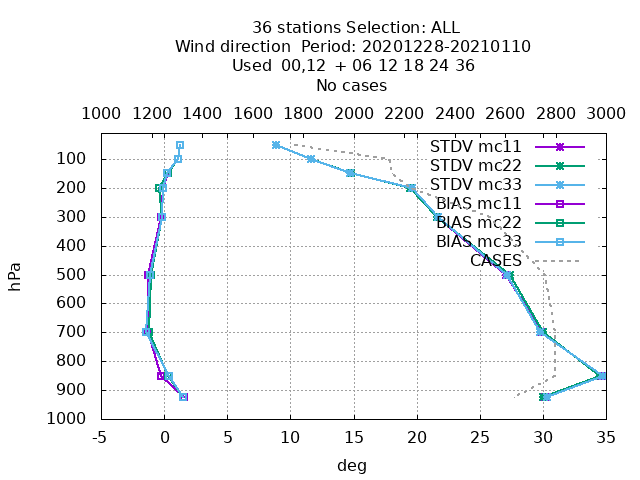 36 stations Selection: ALL
Wind direction  Period: 20201228-20210110
Used  00,12  + 06 12 18 24 36
No cases
1000 1200 1400 1600 1800 2000 2200 2400 2600 2800 3000
STDV mc11
STDV mc22
STDV mc33
BIAS mc11
BIAS mc22
BIAS mc33
CASES
hPa
100
200
300
400
500
600
700
800
900
1000
-5 0 5 10 15 20 25 30 35
deg